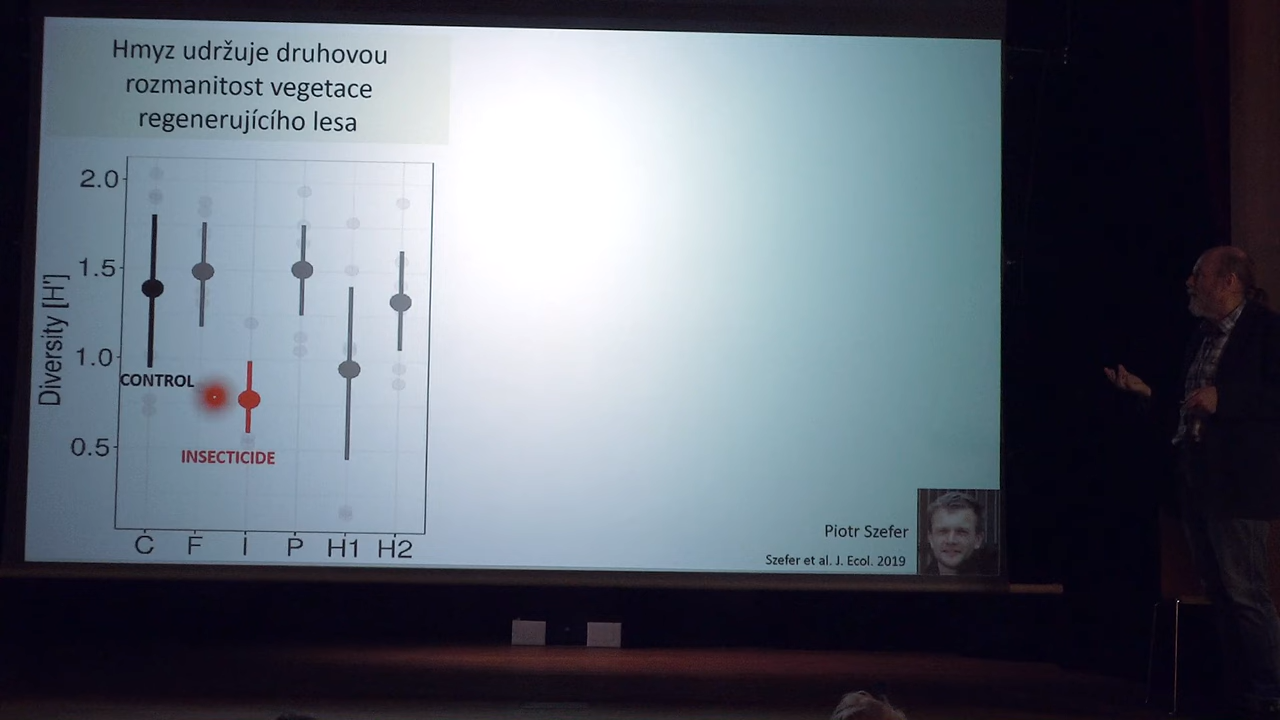 Hmyz udržuje druhovou
rozmanitost vegetace
regenerujícího lesa
Diversity [H']
2.0
1.5
1.0
0.5
CONTROL
INSECTICIDE
C F I P H1 H2
Piotr Szefer
Szefer et al. J. Ecol. 2019